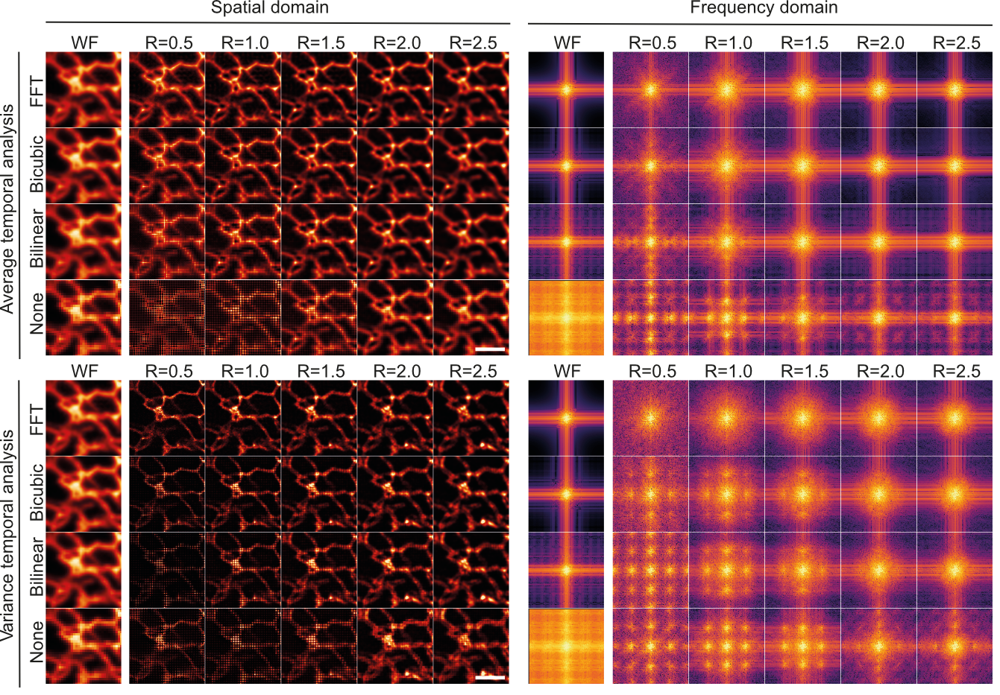 Spatial domain
Frequency domain
WF R=0.5 R=1.0 R=1.5 R=2.0 R=2.5
WF R=0.5 R=1.0 R=1.5 R=2.0 R=2.5
Average temporal analysis
FFT
Bicubic
Bilinear
None
WF R=0.5 R=1.0 R=1.5 R=2.0 R=2.5
WF R=0.5 R=1.0 R=1.5 R=2.0 R=2.5
Variance temporal analysis
FFT
Bicubic
Bilinear
None